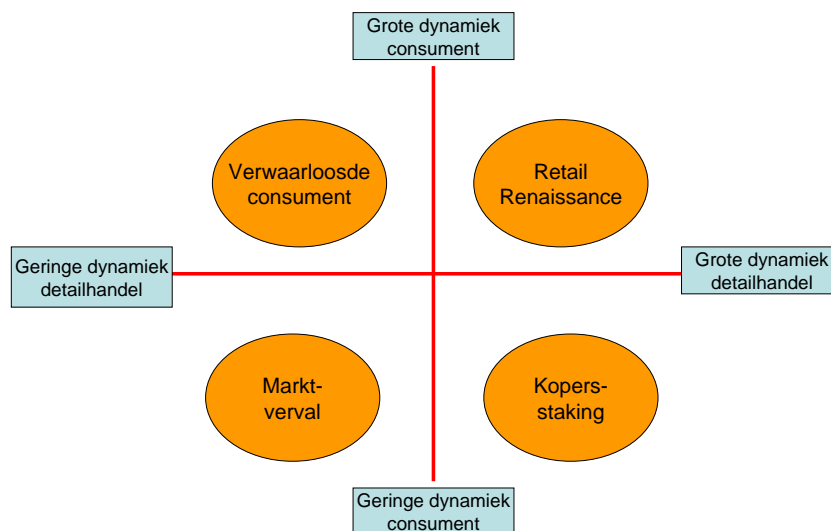 Grote dynamiek
consument
Verwaarloosde
consument
Retail
Renaissance
Geringe dynamiek
detailhandel
Grote dynamiek
detailhandel
Markt-
verval
Kopers-
staking
Geringe dynamiek
consument